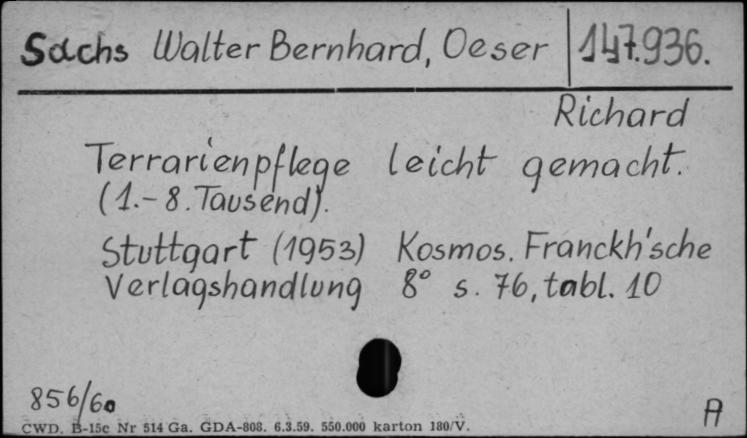 Sachs Walter Bernhard, Oeser 147.936.
Richard
Terrarienpflege leicht gemacht.
(1.-8. Tausend).
Stuttgart (1953) Kosmos. Franckh'sche
Verlagshandlung 8° s. 76, tabl. 10
856/60
A
CWD. B-15c Nr 514 Ga. GDA-808. 6.3.59. 550.000 karton 180/V.